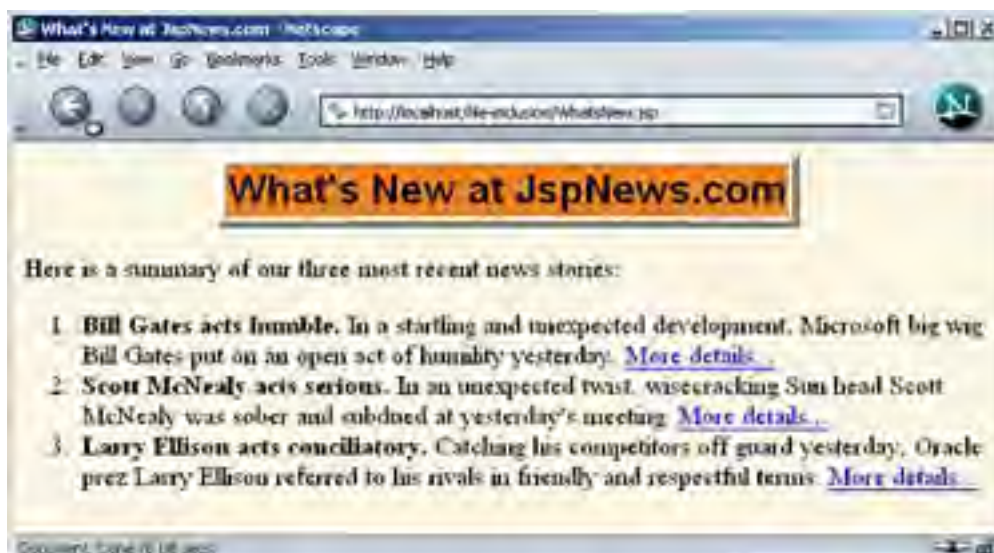 What's New at JspNews.com - Netscape
File Edit View Go Bookmarks Tools Window Help
http://localhost/file-inclusion/WhatsNew.jsp
What's New at JspNews.com
Here is a summary of our three most recent news stories:
1. Bill Gates acts humble. In a startling and unexpected development, Microsoft big wig
Bill Gates put on an open act of humility yesterday. More details...
2. Scott McNealy acts serious. In an unexpected twist, wisecracking Sun head Scott
McNealy was sober and subdued at yesterday's meeting. More details...
3. Larry Ellison acts conciliatory. Catching his competitors off guard yesterday, Oracle
prez Larry Ellison referred to his rivals in friendly and respectful terms. More details...
Document: Done